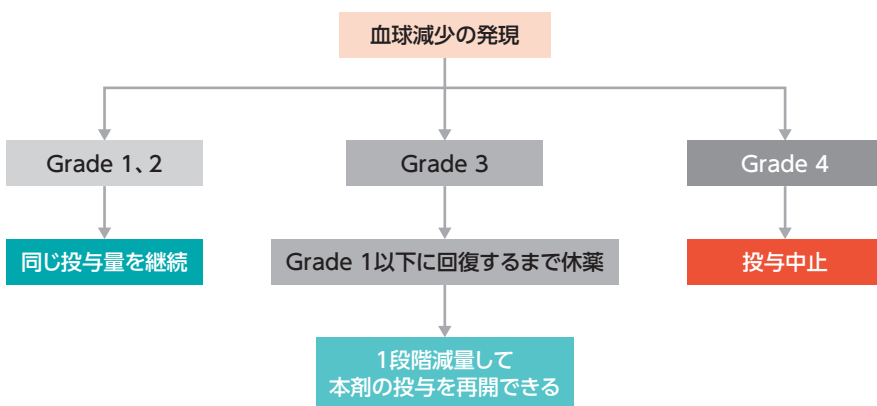 血球減少の発現
Grade 1、2
Grade 3
Grade 4
同じ投与量を継続
Grade 1以下に回復するまで休薬
投与中止
1段階減量して
本剤の投与を再開できる